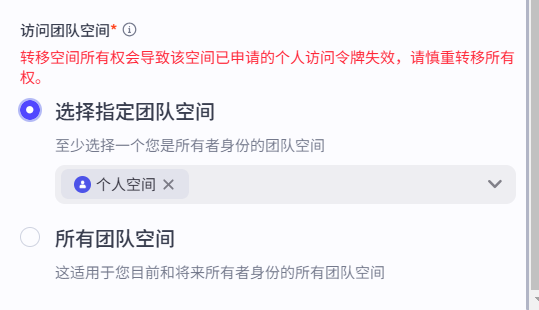 访问团队空间*
转移空间所有权会导致该空间已申请的个人访问令牌失效，请慎重转移所有
权。
选择指定团队空间
至少选择一个您是所有者身份的团队空间
个人空间
所有团队空间
这适用于您目前和将来所有者身份的所有团队空间